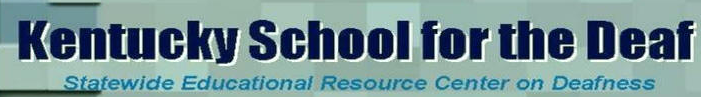 Kentucky School for the Deaf
Statewide Educational Resource Center on Deafness